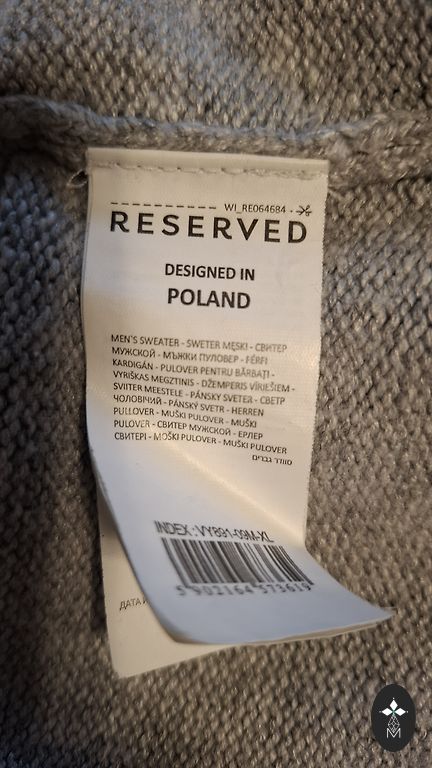 WI_RE064684 -
RESERVED
DESIGNED IN
POLAND
MEN'S SWEATER - SWETER MĘSKI - СВИТЕР
МУЖСКОЙ - МЪЖКИ ПУЛОВЕР - FÉRFI
KARDIGÁN - PULOVER PENTRU BĂRBAȚI -
VYRIŠKAS MEGZTINIS - DŽEMPERIS VĪRIEŠIEM -
SVIITER MEESTELE - PÁNSKY SVETER - СВЕТР
ЧОЛОВІЧИЙ - PÁNSKÝ SVETR - HERREN
PULLOVER - MUŠKI PULOVER - MUŠKI
PULOVER - СВИТЕР МУЖСКОЙ - ЕРЛЕР
СВИТЕРІ - MOŠKI PULOVER - MUŠKI PULOVER
סוודר גברים
INDEX : VY891-09M-XL
5 902164 573619
ДАТА
M